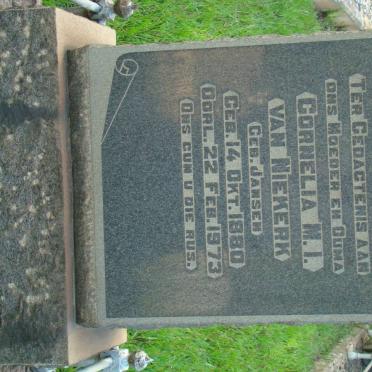 TER GEDACTENIS AAN
ONS MOEDER EN OUMA
CORNELIA M.I.
VAN NIEKERK
GEB. JANSEN
GEB. 14 OKT. 1880
OORL. 22 FEB. 1973
ONS GUN U DIE RUS.